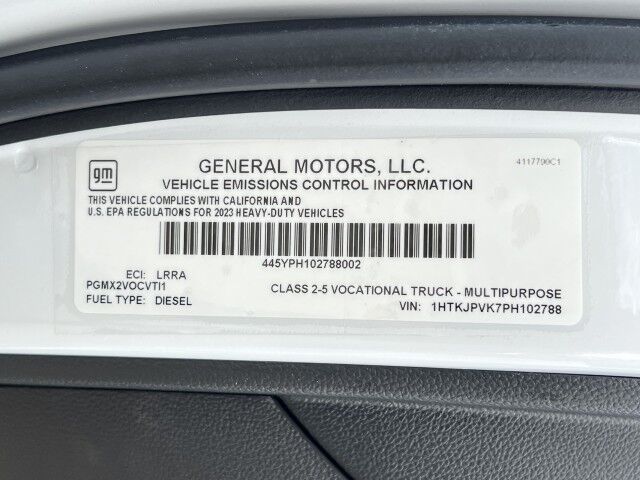 gm
GENERAL MOTORS, LLC.
4117700C1
VEHICLE EMISSIONS CONTROL INFORMATION
THIS VEHICLE COMPLIES WITH CALIFORNIA AND
U.S. EPA REGULATIONS FOR 2023 HEAVY-DUTY VEHICLES
445YPH102788002
ECI: LRRA
PGMX2VOCVTI1
FUEL TYPE: DIESEL
CLASS 2-5 VOCATIONAL TRUCK - MULTIPURPOSE
VIN: 1HTKJPVK7PH102788